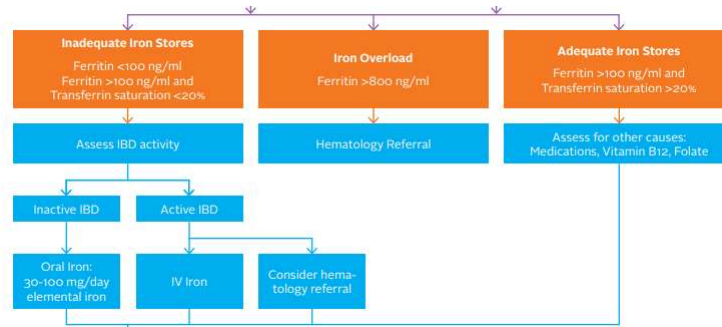 Inadequate Iron Stores
Ferritin <100 ng/ml
Ferritin >100 ng/ml and
Transferrin saturation <20%
Iron Overload
Ferritin >800 ng/ml
Adequate Iron Stores
Ferritin >100 ng/ml and
Transferrin saturation >20%
Assess IBD activity
Hematology Referral
Assess for other causes:
Medications, Vitamin B12, Folate
Inactive IBD
Active IBD
Oral Iron:
30-100 mg/day
elemental iron
IV Iron
Consider hema-
tology referral